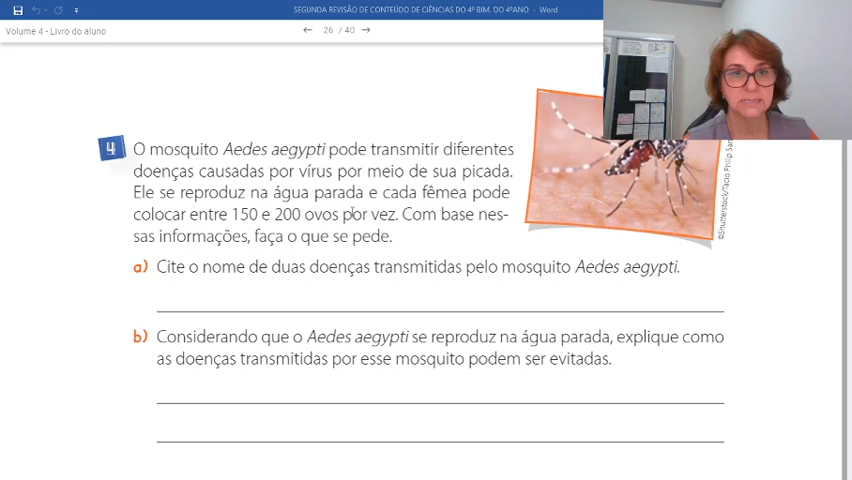 SEGUNDA REVISÃO DE CONTEÚDO DE CIÊNCIAS DO 4º BIM. DO 4ºANO - Word
Volume 4 - Livro do aluno
26 / 40
4
O mosquito Aedes aegypti pode transmitir diferentes
doenças causadas por vírus por meio de sua picada.
Ele se reproduz na água parada e cada fêmea pode
colocar entre 150 e 200 ovos por vez. Com base nes-
sas informações, faça o que se pede.
©Shutterstock/Tacio Philip San
a) Cite o nome de duas doenças transmitidas pelo mosquito Aedes aegypti.
b) Considerando que o Aedes aegypti se reproduz na água parada, explique como
as doenças transmitidas por esse mosquito podem ser evitadas.